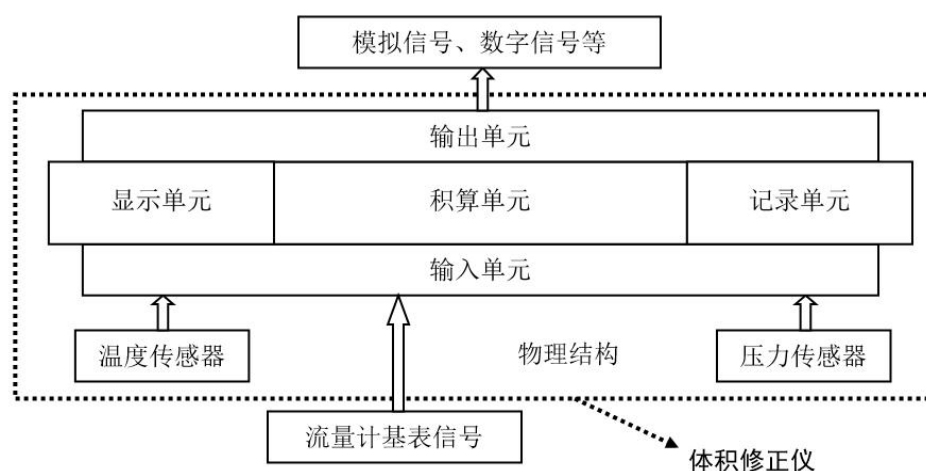 模拟信号、数字信号等
输出单元
显示单元
积算单元
记录单元
输入单元
温度传感器
物理结构
压力传感器
流量计基表信号
体积修正仪